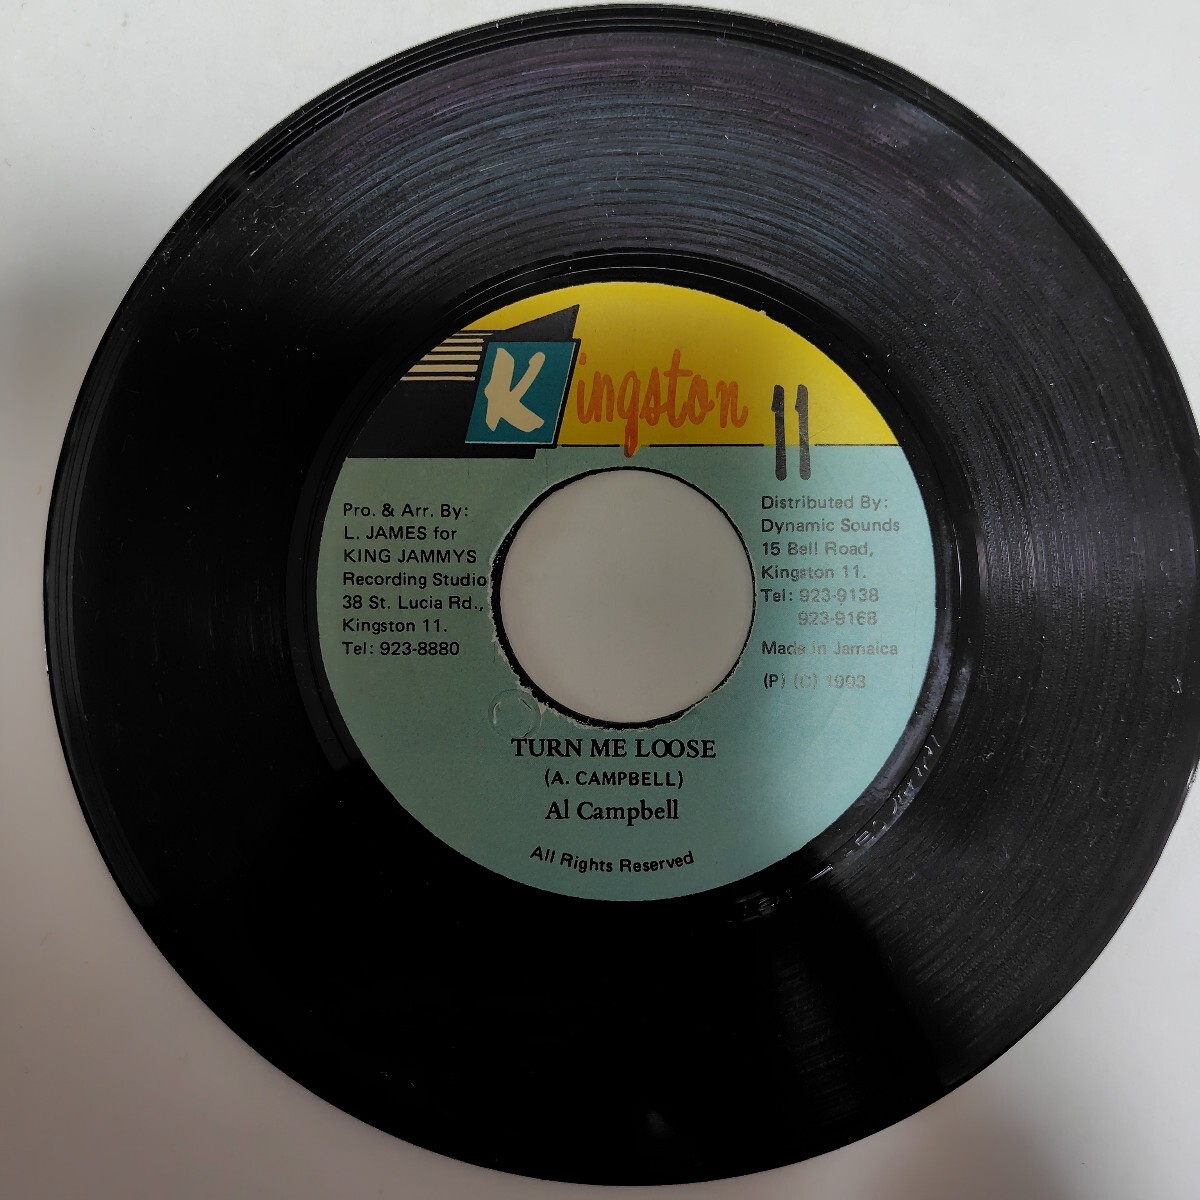 Kingston 11
Pro. & Arr. By:
L. JAMES for
KING JAMMYS
Recording Studio
38 St. Lucia Rd.,
Kingston 11.
Tel: 923-8880
Distributed By:
Dynamic Sounds
15 Bell Road,
Kingston 11.
Tel: 923-9138
923-9168
Made in Jamaica
(P) (C) 1993
TURN ME LOOSE
(A. CAMPBELL)
Al Campbell
All Rights Reserved